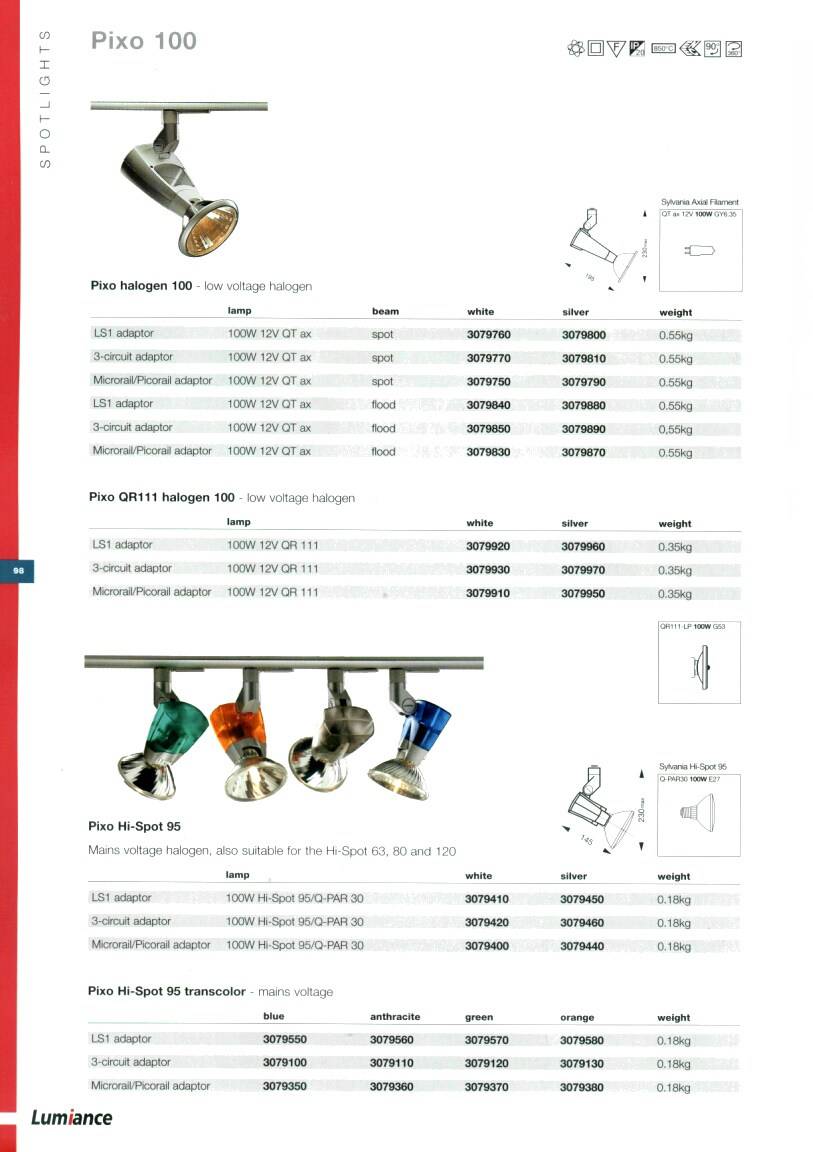 SPOTLIGHTS
Pixo 100
F
IP 20
850°C
90°
360°
Sylvania Axial Filament
QT ax 12V 100W GY6.35
230max
195
Pixo halogen 100 - low voltage halogen
lamp beam white silver weight
LS1 adaptor 100W 12V QT ax spot 3079760 3079800 0.55kg
3-circuit adaptor 100W 12V QT ax spot 3079770 3079810 0.55kg
Microrail/Picorail adaptor 100W 12V QT ax spot 3079750 3079790 0.55kg
LS1 adaptor 100W 12V QT ax flood 3079840 3079880 0.55kg
3-circuit adaptor 100W 12V QT ax flood 3079850 3079890 0,55kg
Microrail/Picorail adaptor 100W 12V QT ax flood 3079830 3079870 0.55kg
Pixo QR111 halogen 100 - low voltage halogen
lamp white silver weight
LS1 adaptor 100W 12V QR 111 3079920 3079960 0.35kg
3-circuit adaptor 100W 12V QR 111 3079930 3079970 0.35kg
Microrail/Picorail adaptor 100W 12V QR 111 3079910 3079950 0.35kg
98
QR111-LP 100W G53
Sylvania Hi-Spot 95
Q-PAR30 100W E27
230max
145
Pixo Hi-Spot 95
Mains voltage halogen, also suitable for the Hi-Spot 63, 80 and 120
lamp white silver weight
LS1 adaptor 100W Hi-Spot 95/Q-PAR 30 3079410 3079450 0.18kg
3-circuit adaptor 100W Hi-Spot 95/Q-PAR 30 3079420 3079460 0.18kg
Microrail/Picorail adaptor 100W Hi-Spot 95/Q-PAR 30 3079400 3079440 0.18kg
Pixo Hi-Spot 95 transcolor - mains voltage
blue anthracite green orange weight
LS1 adaptor 3079550 3079560 3079570 3079580 0.18kg
3-circuit adaptor 3079100 3079110 3079120 3079130 0.18kg
Microrail/Picorail adaptor 3079350 3079360 3079370 3079380 0.18kg
Lumiance